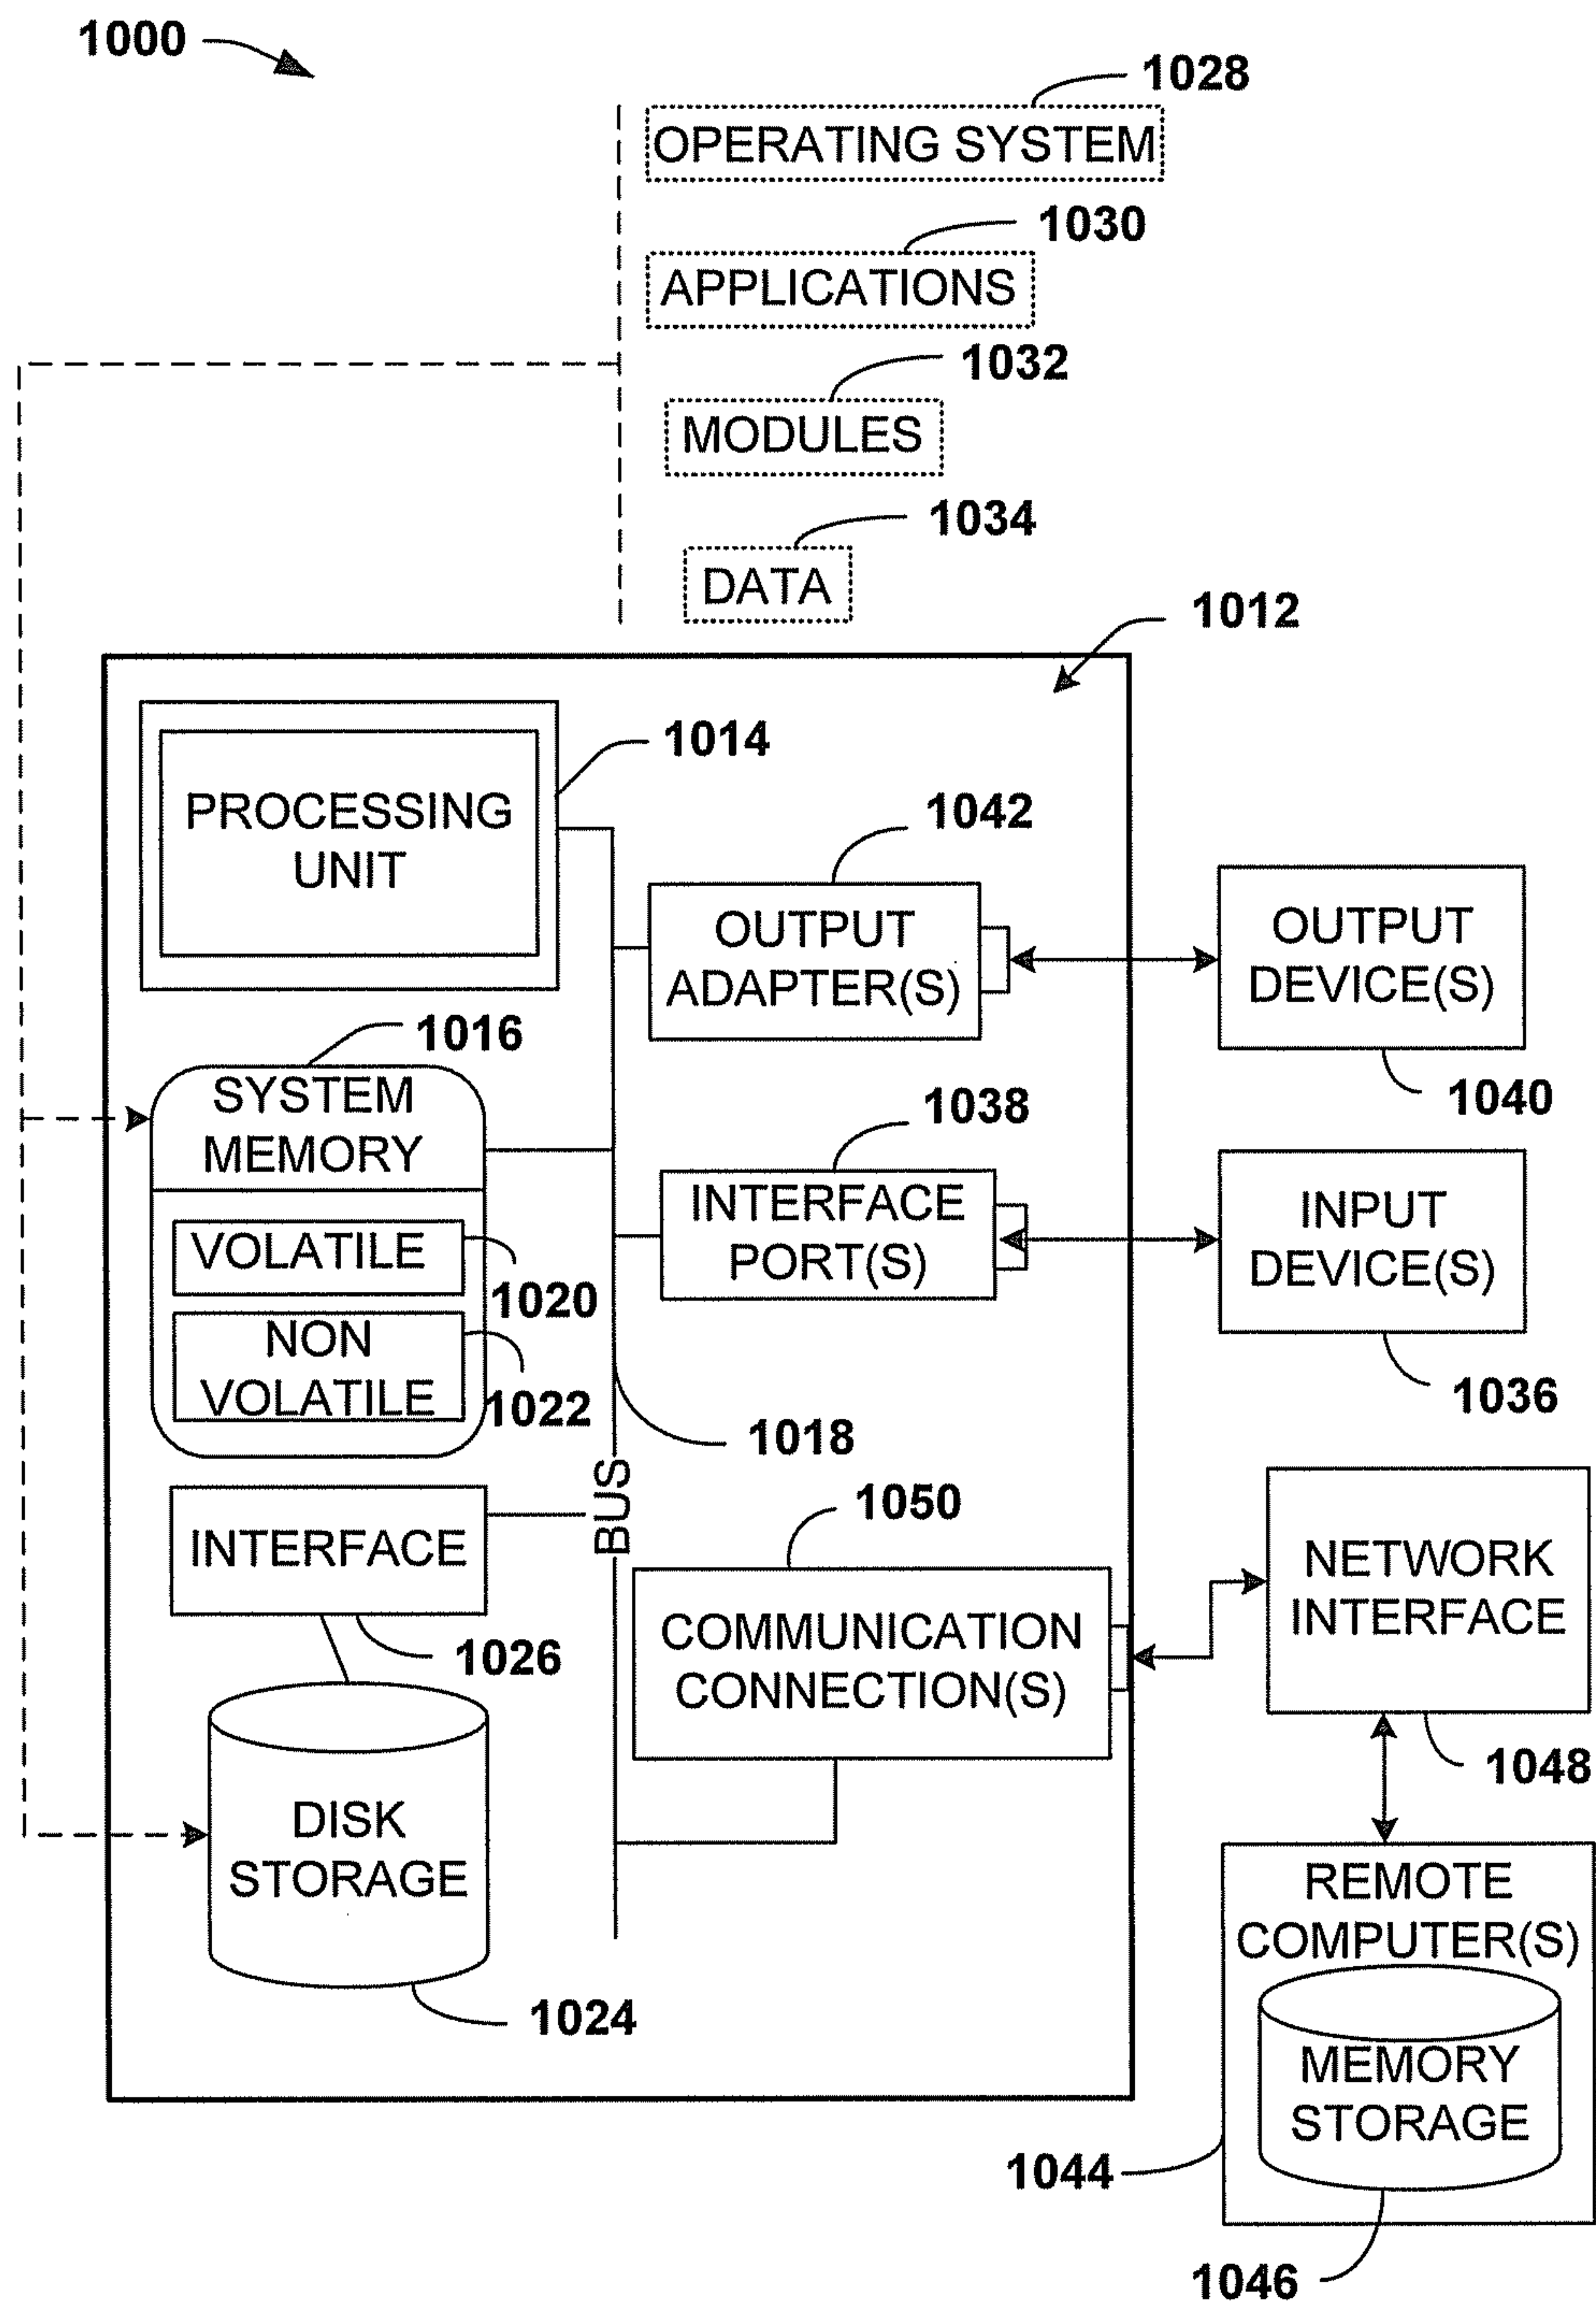 1000
1028
OPERATING SYSTEM
1030
APPLICATIONS
1032
MODULES
1034
DATA
1012
1014
PROCESSING
UNIT
1042
OUTPUT
ADAPTER(S)
OUTPUT
DEVICE(S)
1040
1016
SYSTEM
MEMORY
1038
INTERFACE
PORT(S)
INPUT
DEVICE(S)
1036
VOLATILE
1020
NON
VOLATILE
1022
1018
BUS
INTERFACE
1026
1050
COMMUNICATION
CONNECTION(S)
NETWORK
INTERFACE
1048
DISK
STORAGE
1024
REMOTE
COMPUTER(S)
MEMORY
STORAGE
1044
1046